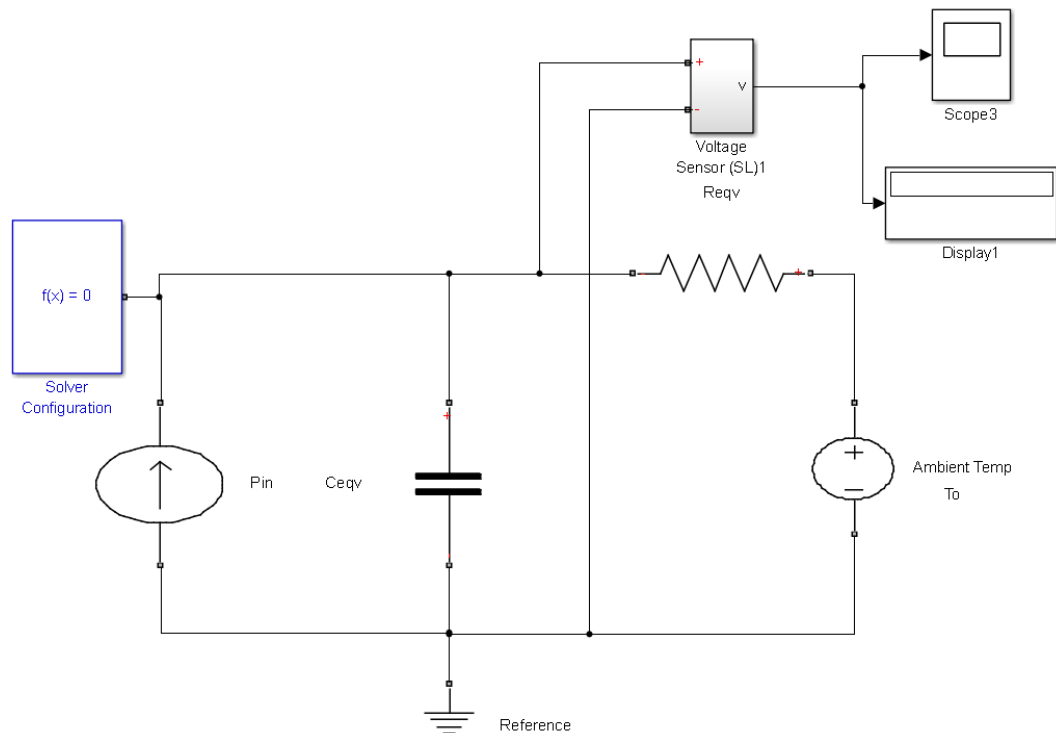 v
Scope3
Voltage
Sensor (SL)1
Reqv
Display1
f(x) = 0
Solver
Configuration
Pin
Ceqv
Ambient Temp
To
Reference